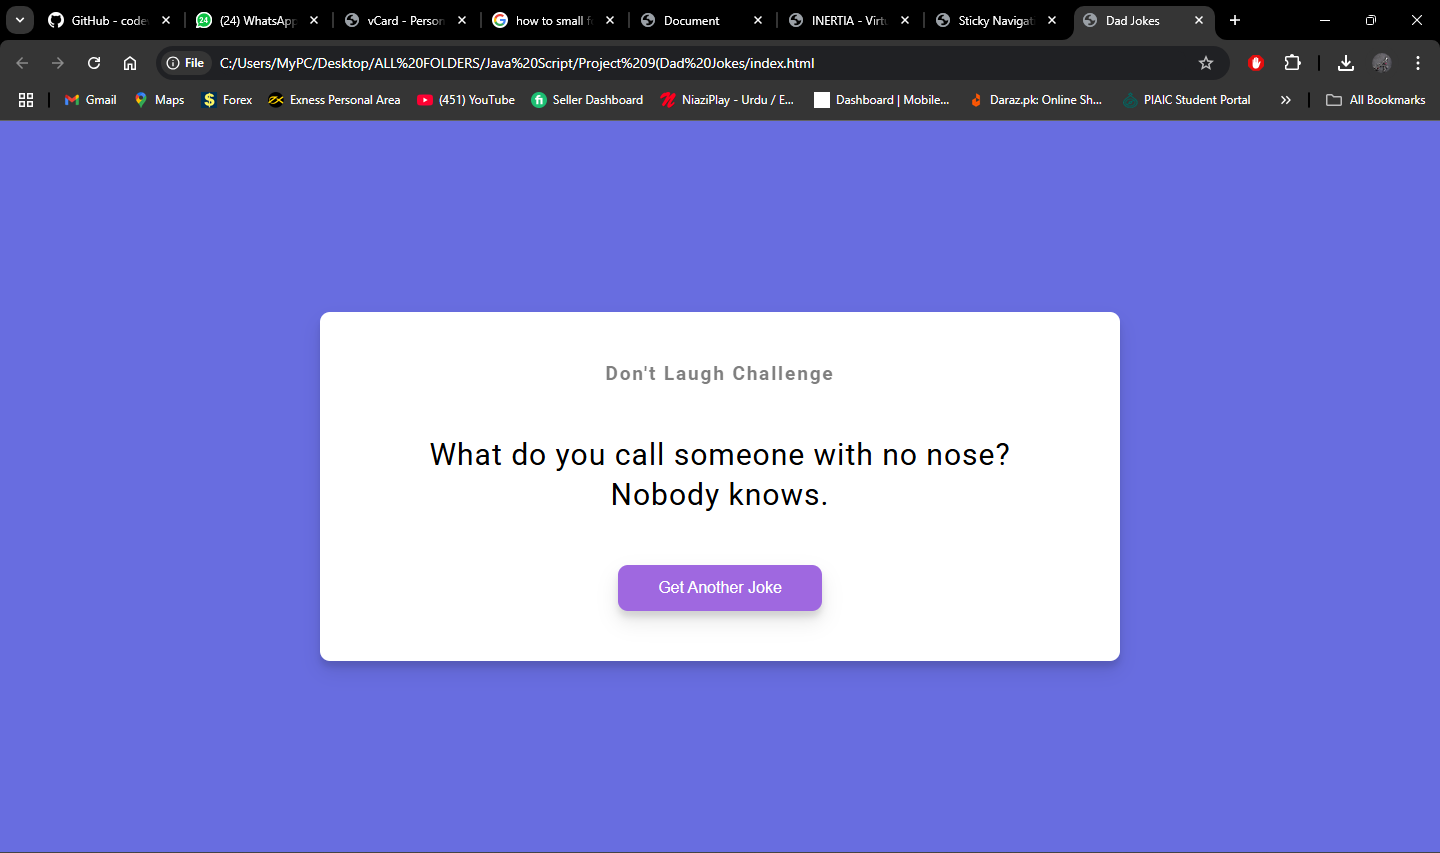 GitHub - code
(24) WhatsApp
vCard - Person
how to small f
Document
INERTIA - Virtu
Sticky Navigat
Dad Jokes
File
C:/Users/MyPC/Desktop/ALL%20FOLDERS/Java%20Script/Project%209(Dad%20Jokes/index.html
Gmail
Maps
Forex
Exness Personal Area
(451) YouTube
Seller Dashboard
NiaziPlay - Urdu / E...
Dashboard | Mobile...
Daraz.pk: Online Sh...
PIAIC Student Portal
All Bookmarks
Don't Laugh Challenge
What do you call someone with no nose?
Nobody knows.
Get Another Joke